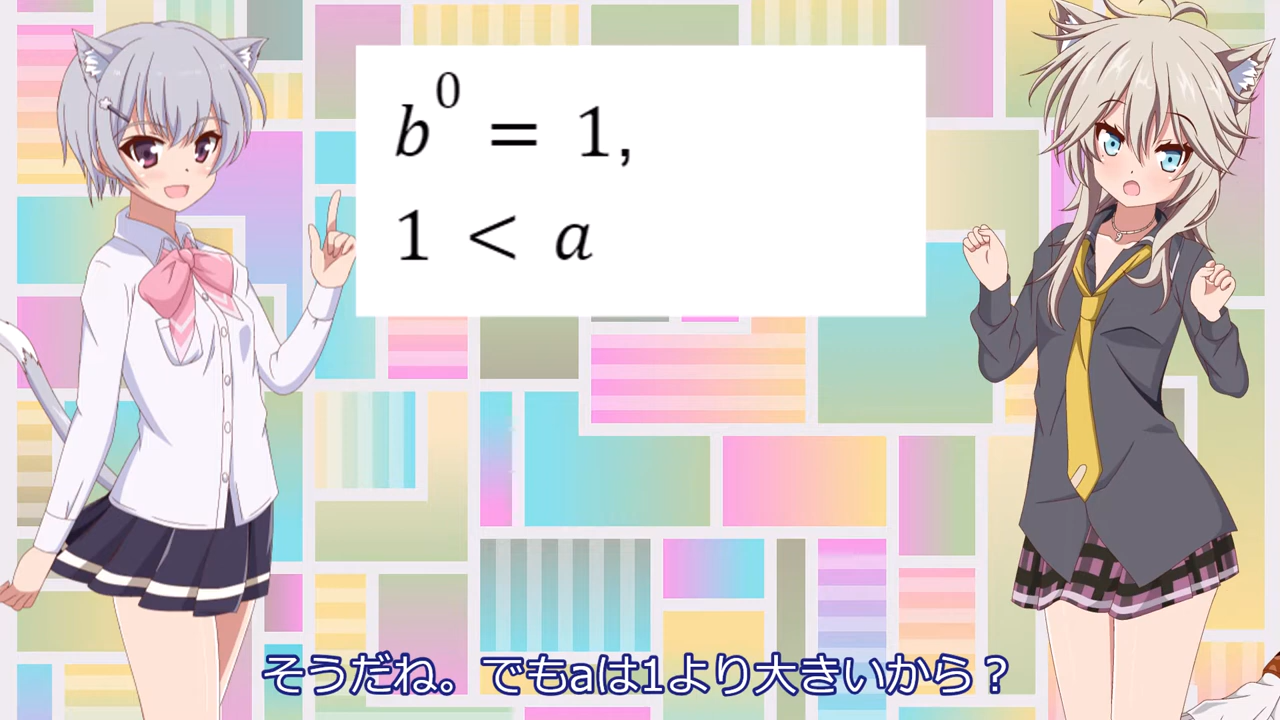 b⁰ = 1,
1 < a
そうだね。でもaは1より大きいから？